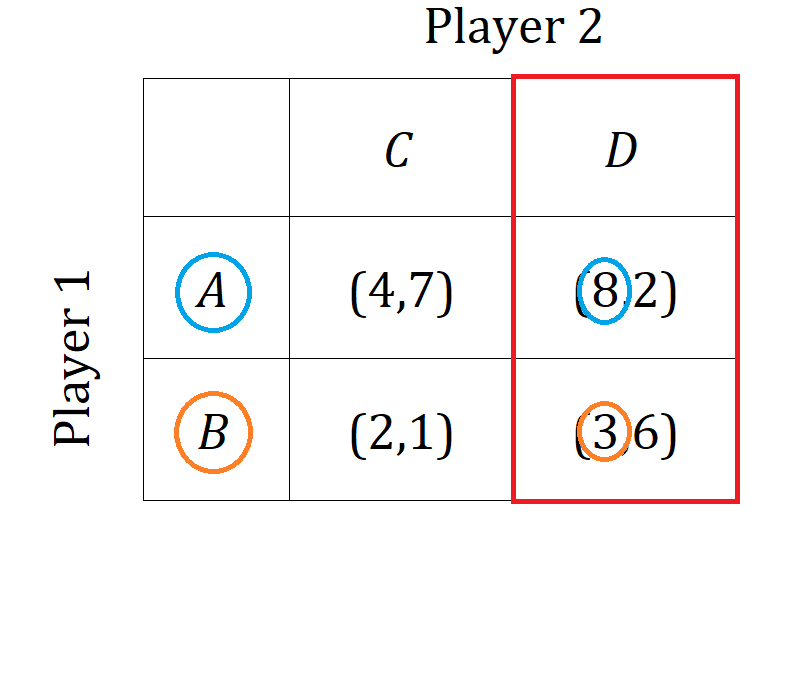 Player 2
C D
Player 1
A (4,7) (8,2)
B (2,1) (3,6)